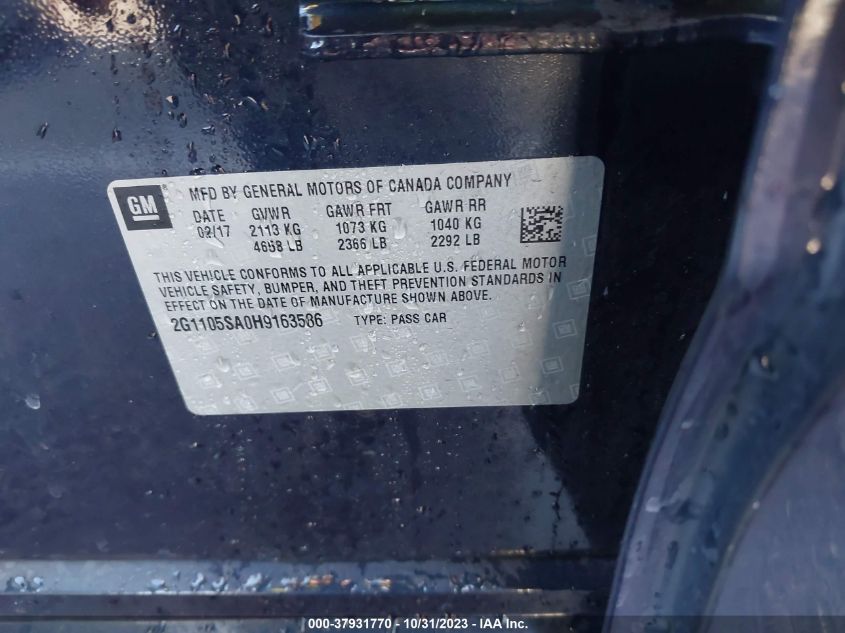 GM ® MFD BY GENERAL MOTORS OF CANADA COMPANY
DATE GVWR GAWR FRT GAWR RR
02/17 2113 KG 1073 KG 1040 KG
4658 LB 2366 LB 2292 LB
THIS VEHICLE CONFORMS TO ALL APPLICABLE U.S. FEDERAL MOTOR
VEHICLE SAFETY, BUMPER, AND THEFT PREVENTION STANDARDS IN
EFFECT ON THE DATE OF MANUFACTURE SHOWN ABOVE.
2G1105SA0H9163586 TYPE: PASS CAR
000-37931770 - 10/31/2023 - IAA Inc.